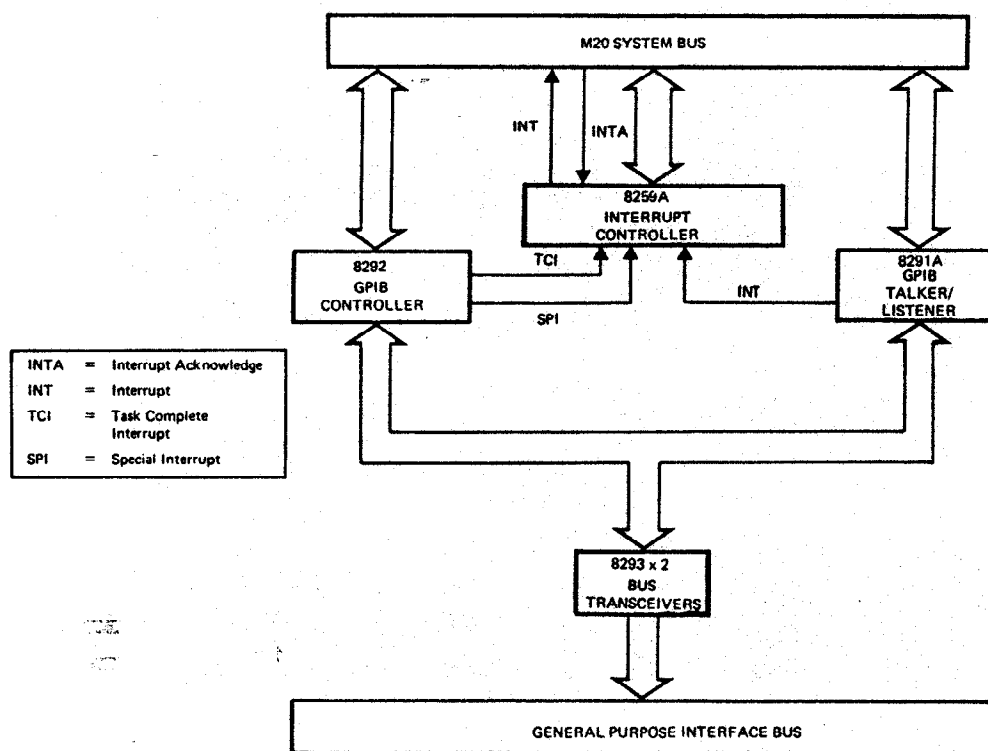 M20 SYSTEM BUS
INT
INTA
8259A
INTERRUPT
CONTROLLER
8292
GPIB
CONTROLLER
TCI
SPI
INT
8291A
GPIB
TALKER/
LISTENER
INTA = Interrupt Acknowledge
INT = Interrupt
TCI = Task Complete
Interrupt
SPI = Special Interrupt
8293 x 2
BUS
TRANSCEIVERS
GENERAL PURPOSE INTERFACE BUS